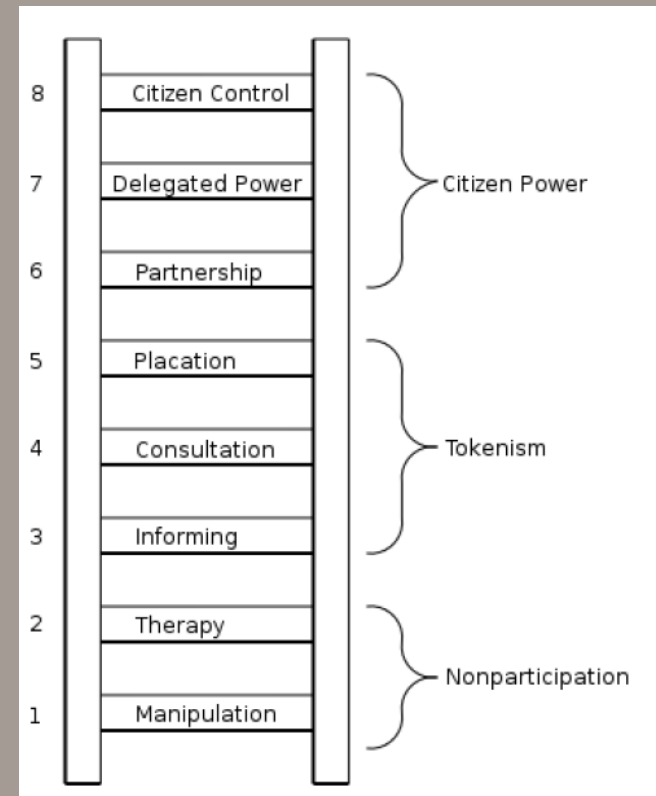 8 Citizen Control
7 Delegated Power
Citizen Power
6 Partnership
5 Placation
4 Consultation
Tokenism
3 Informing
2 Therapy
Nonparticipation
1 Manipulation